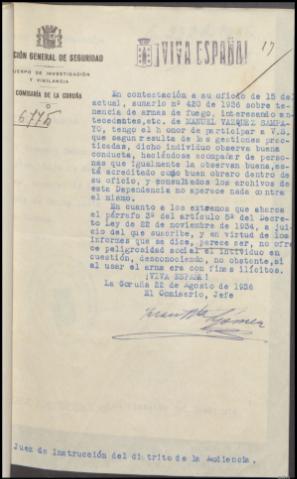 CIÓN GENERAL DE SEGURIDAD
¡VIVA ESPAÑA!
17
CUERPO DE INVESTIGACIÓN
Y VIGILANCIA
COMISARÍA DE LA CORUÑA
6775
En contestación a su oficio de 15 del
actual, sumario nº 420 de 1936 sobre te-
nencia de armas de fuego, interesando an-
tecedentes, etc. de MANUEL VAZQUEZ SAMPA-
YO, tengo el honor de participar a V.S.
que segun resulta de las gestiones prac-
ticadas, dicho individuo observa buena
conducta, haciéndose acompañar de perso-
nas que igualmente la observan buena, es-
tá acreditado como buen obrero dentro de
su oficio, y consultados los archivos de
esta Dependencia no aparece nada contra
el mismo.
En cuanto a los extremos que abarca
el párrafo 3º del artículo 5º del Decre-
to Ley de 22 de noviembre de 1934, a jui-
cio del que suscribe, y en virtud de los
informes que se dice, parece ser, no ofre-
ce peligrosidad social el individuo en
cuestión, desconociendo, no obstante, si
al usar el arma era con fines ilícitos.
¡VIVA ESPAÑA!
La Coruña 22 de Agosto de 1936
El Comisario, Jefe
Juez de Instrucción del distrito de la Audiencia.